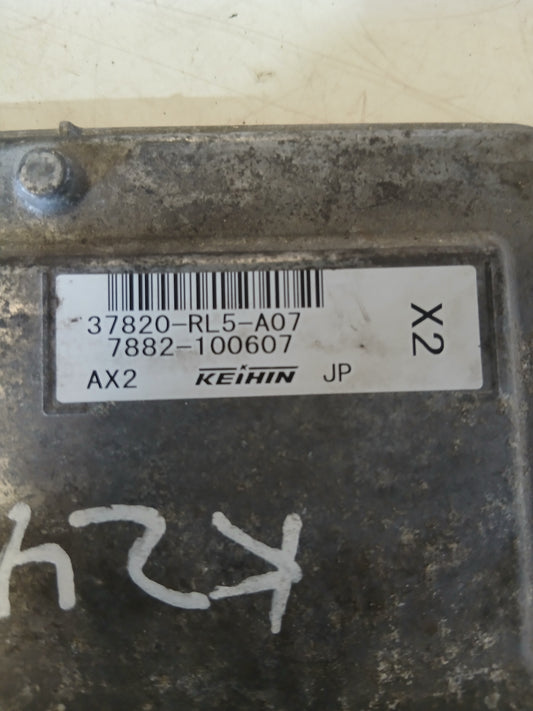 37820-RL5-A07
7882-100607
AX2 KEIHIN JP
X2
K24